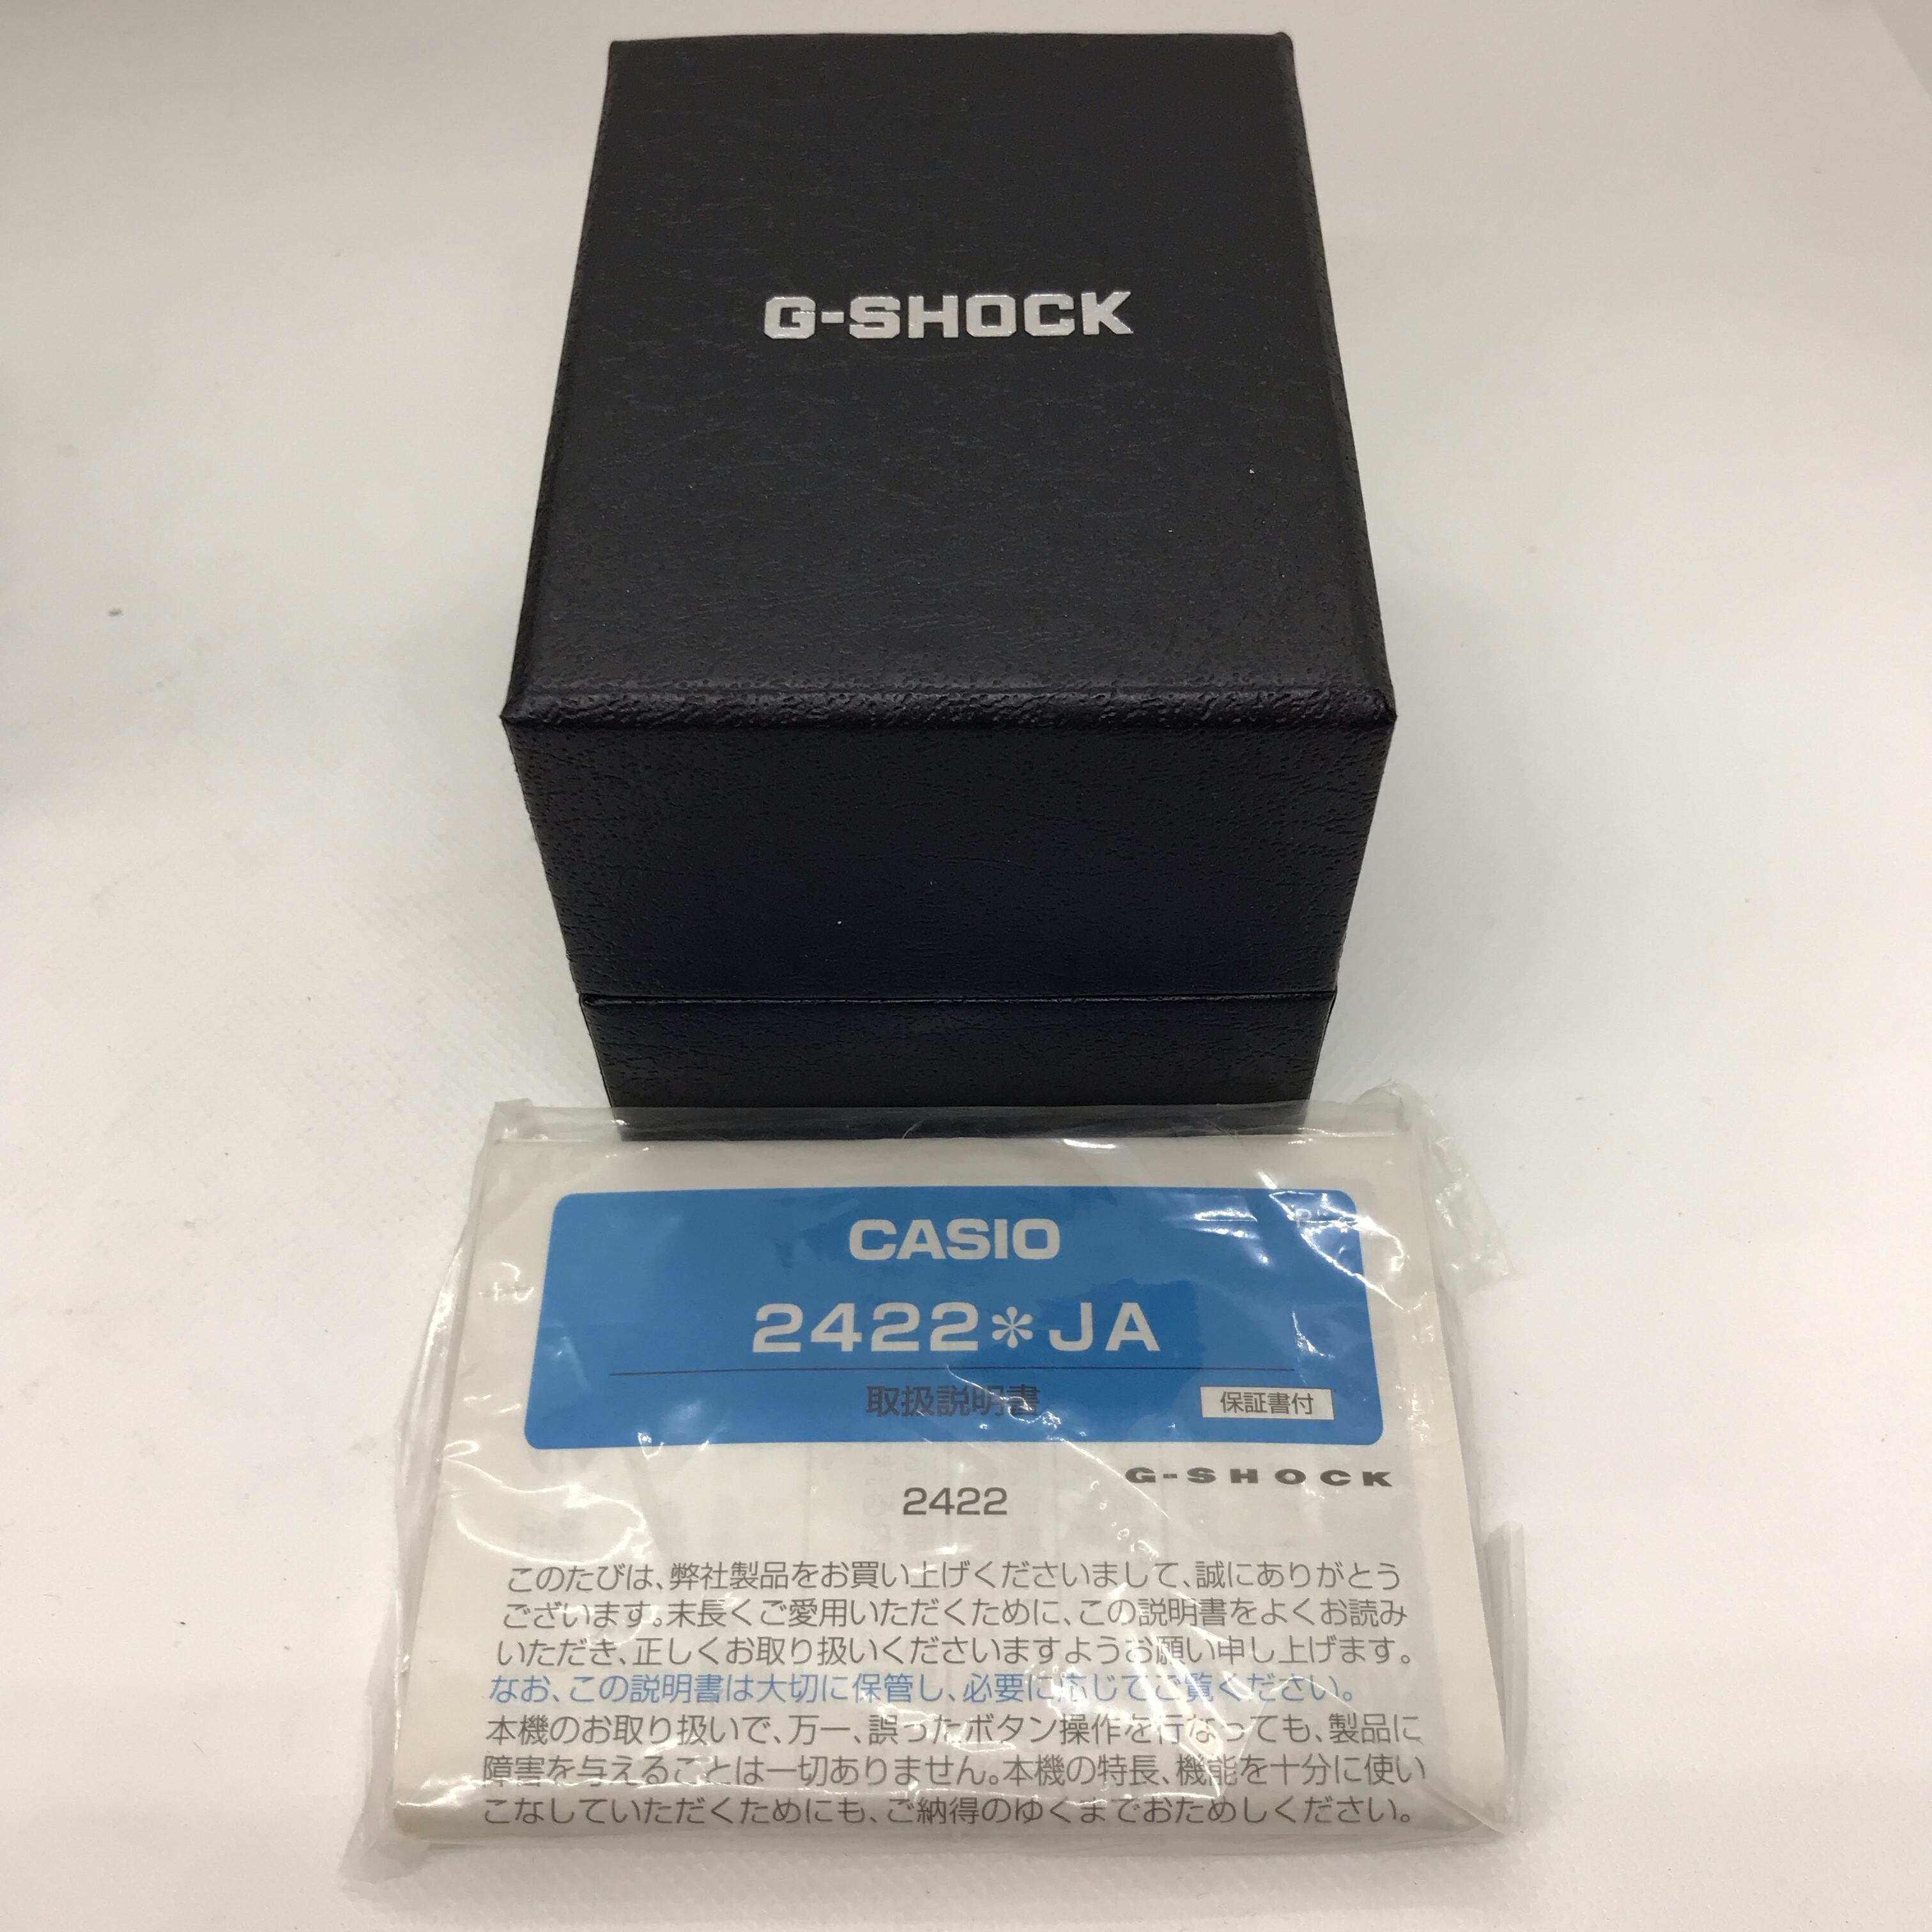 G-SHOCK
CASIO
2422*JA
取扱説明書
保証書付
G-SHOCK
2422
このたびは、弊社製品をお買い上げくださいまして、誠にありがとう
ございます。末長くご愛用いただくために、この説明書をよくお読み
いただき、正しくお取り扱いくださいますようお願い申し上げます。
なお、この説明書は大切に保管し、必要に応じてご覧ください。
本機のお取り扱いで、万一、誤ったボタン操作を行なっても、製品に
障害を与えることは一切ありません。本機の特長、機能を十分に使い
こなしていただくためにも、ご納得のゆくまでおためしください。